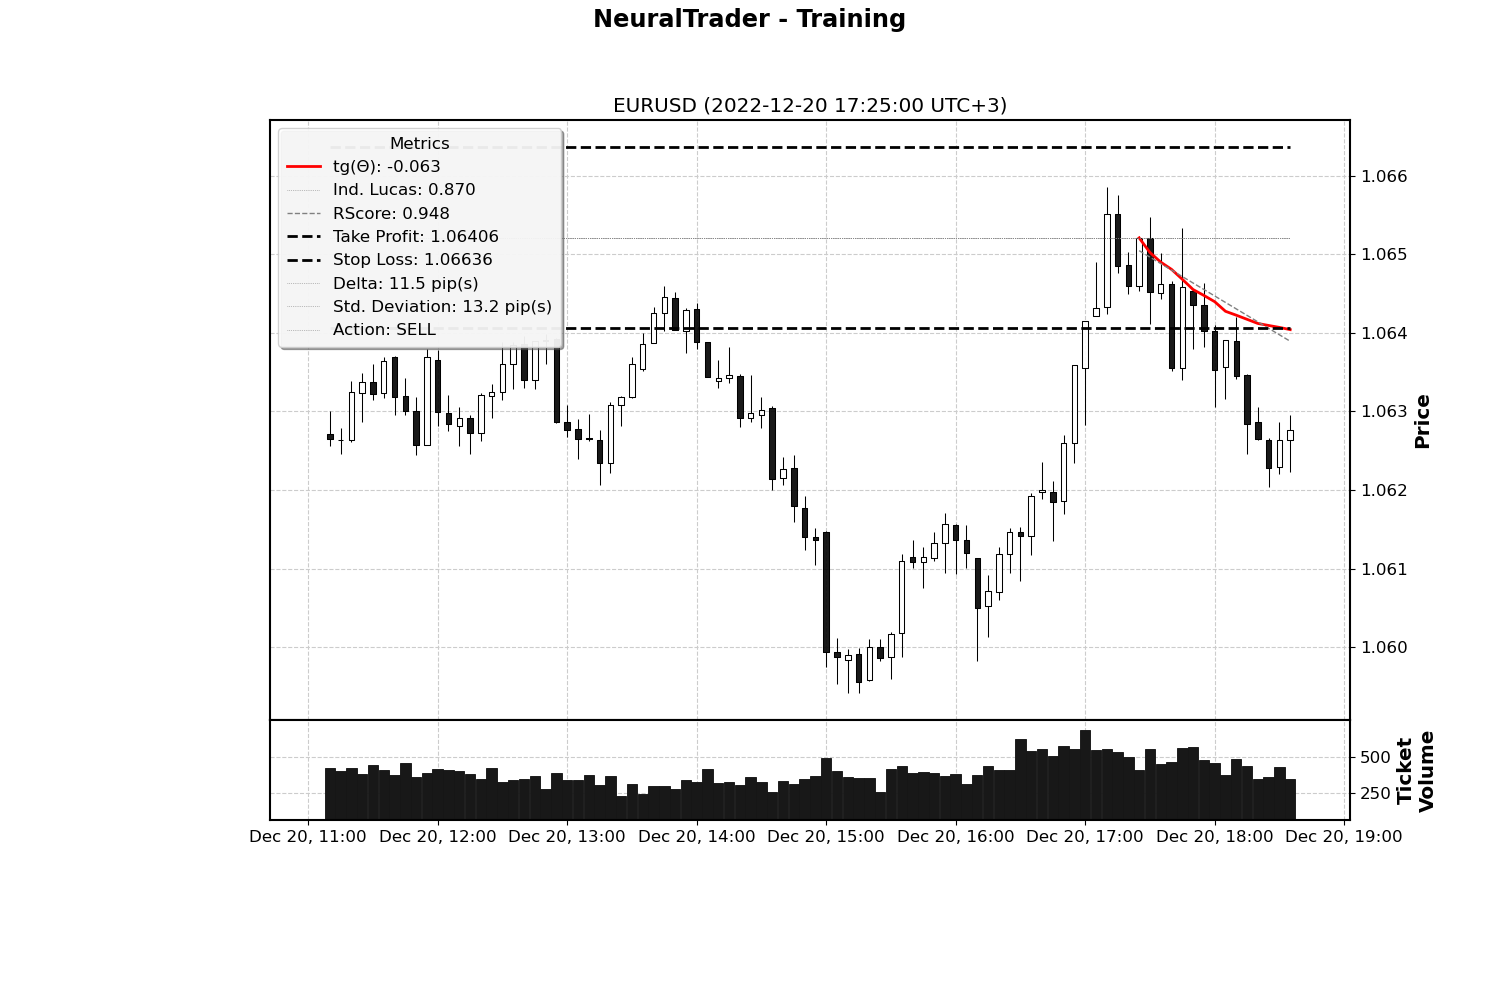 NeuralTrader - Training
EURUSD (2022-12-20 17:25:00 UTC+3)
Metrics
tg(Θ): -0.063
Ind. Lucas: 0.870
RScore: 0.948
Take Profit: 1.06406
Stop Loss: 1.06636
Delta: 11.5 pip(s)
Std. Deviation: 13.2 pip(s)
Action: SELL
1.066
1.065
1.064
1.063
1.062
1.061
1.060
Price
500
250
Ticket
Volume
Dec 20, 11:00 Dec 20, 12:00 Dec 20, 13:00 Dec 20, 14:00 Dec 20, 15:00 Dec 20, 16:00 Dec 20, 17:00 Dec 20, 18:00 Dec 20, 19:00